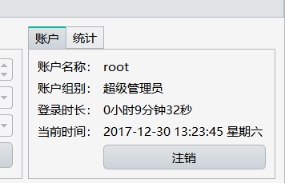 账户 统计
账户名称： root
账户组别： 超级管理员
登录时长： 0小时9分钟32秒
当前时间： 2017-12-30 13:23:45 星期六
注销